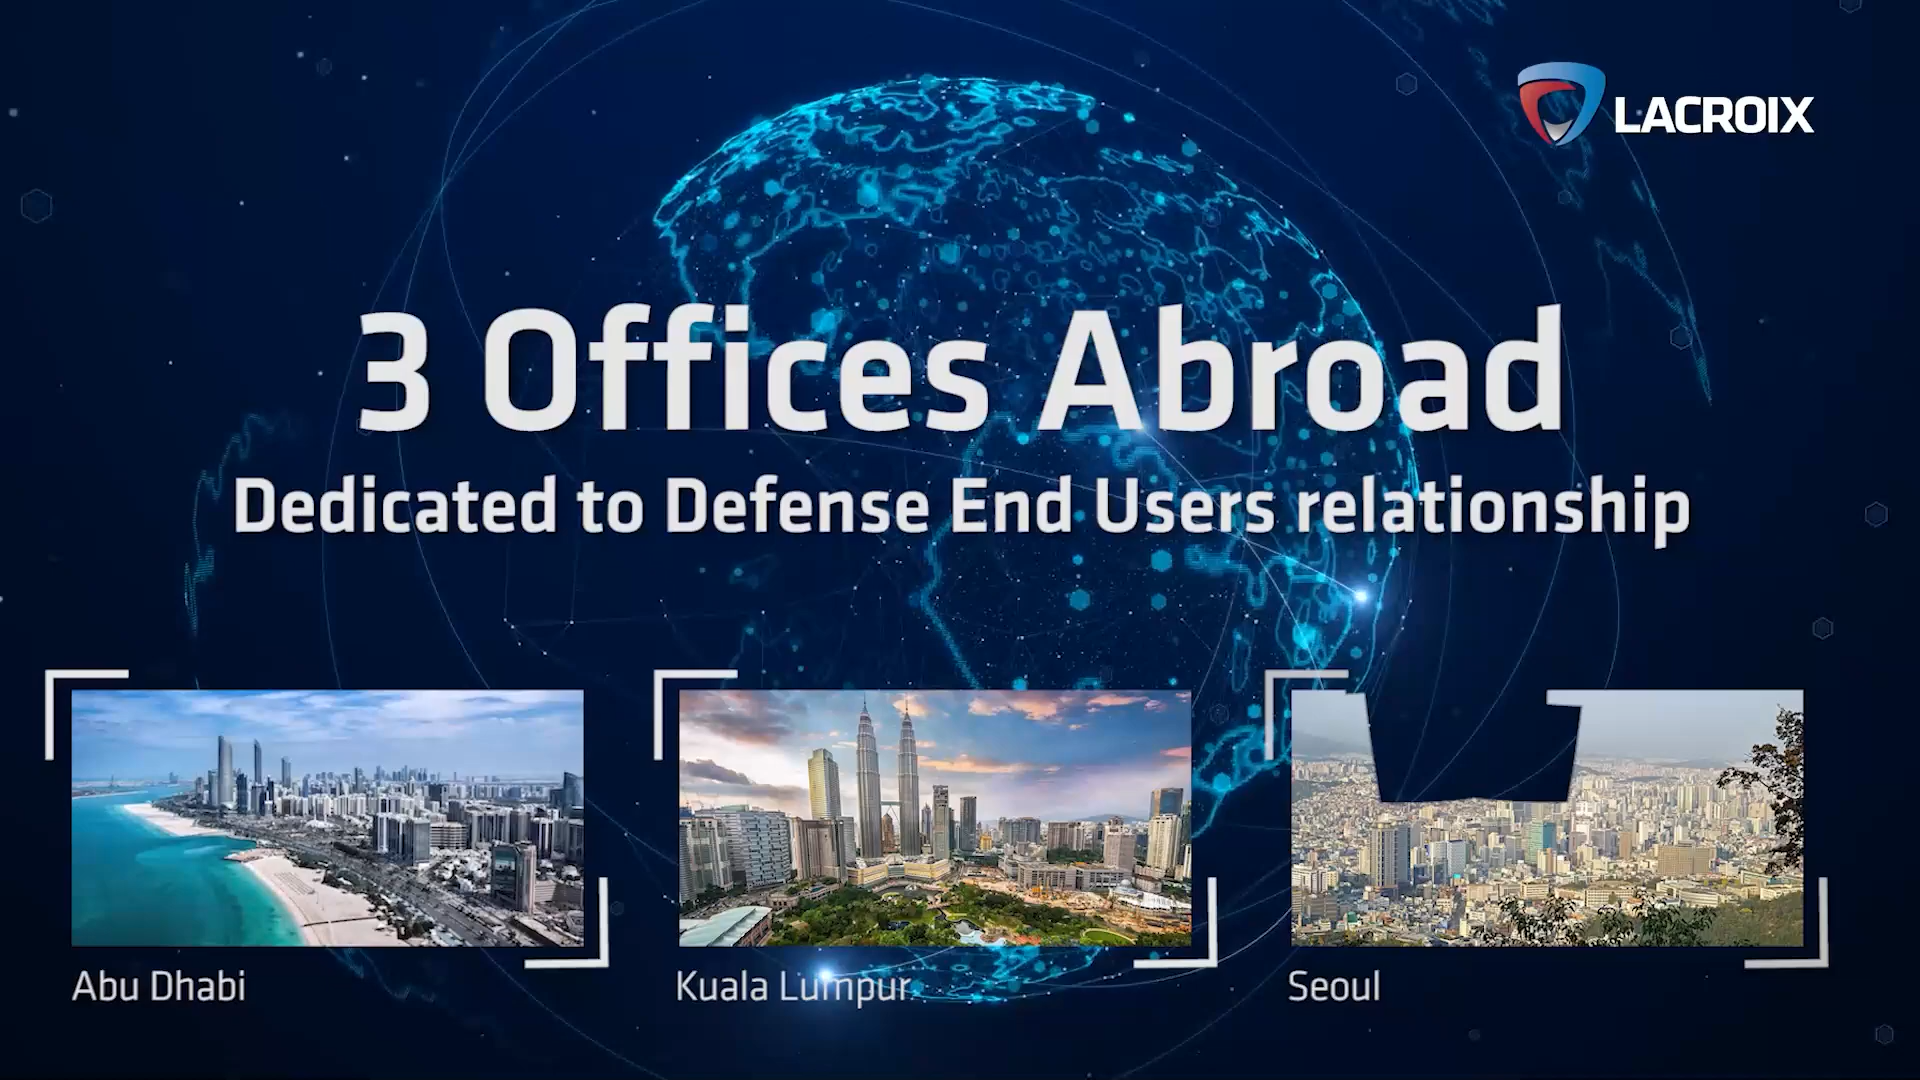 LACROIX
3 Offices Abroad
Dedicated to Defense End Users relationship
Abu Dhabi
Kuala Lumpur
Seoul